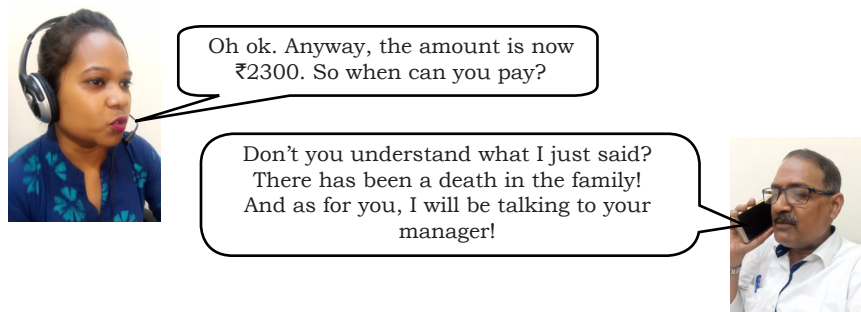 Oh ok. Anyway, the amount is now
₹2300. So when can you pay?
Don’t you understand what I just said?
There has been a death in the family!
And as for you, I will be talking to your
manager!